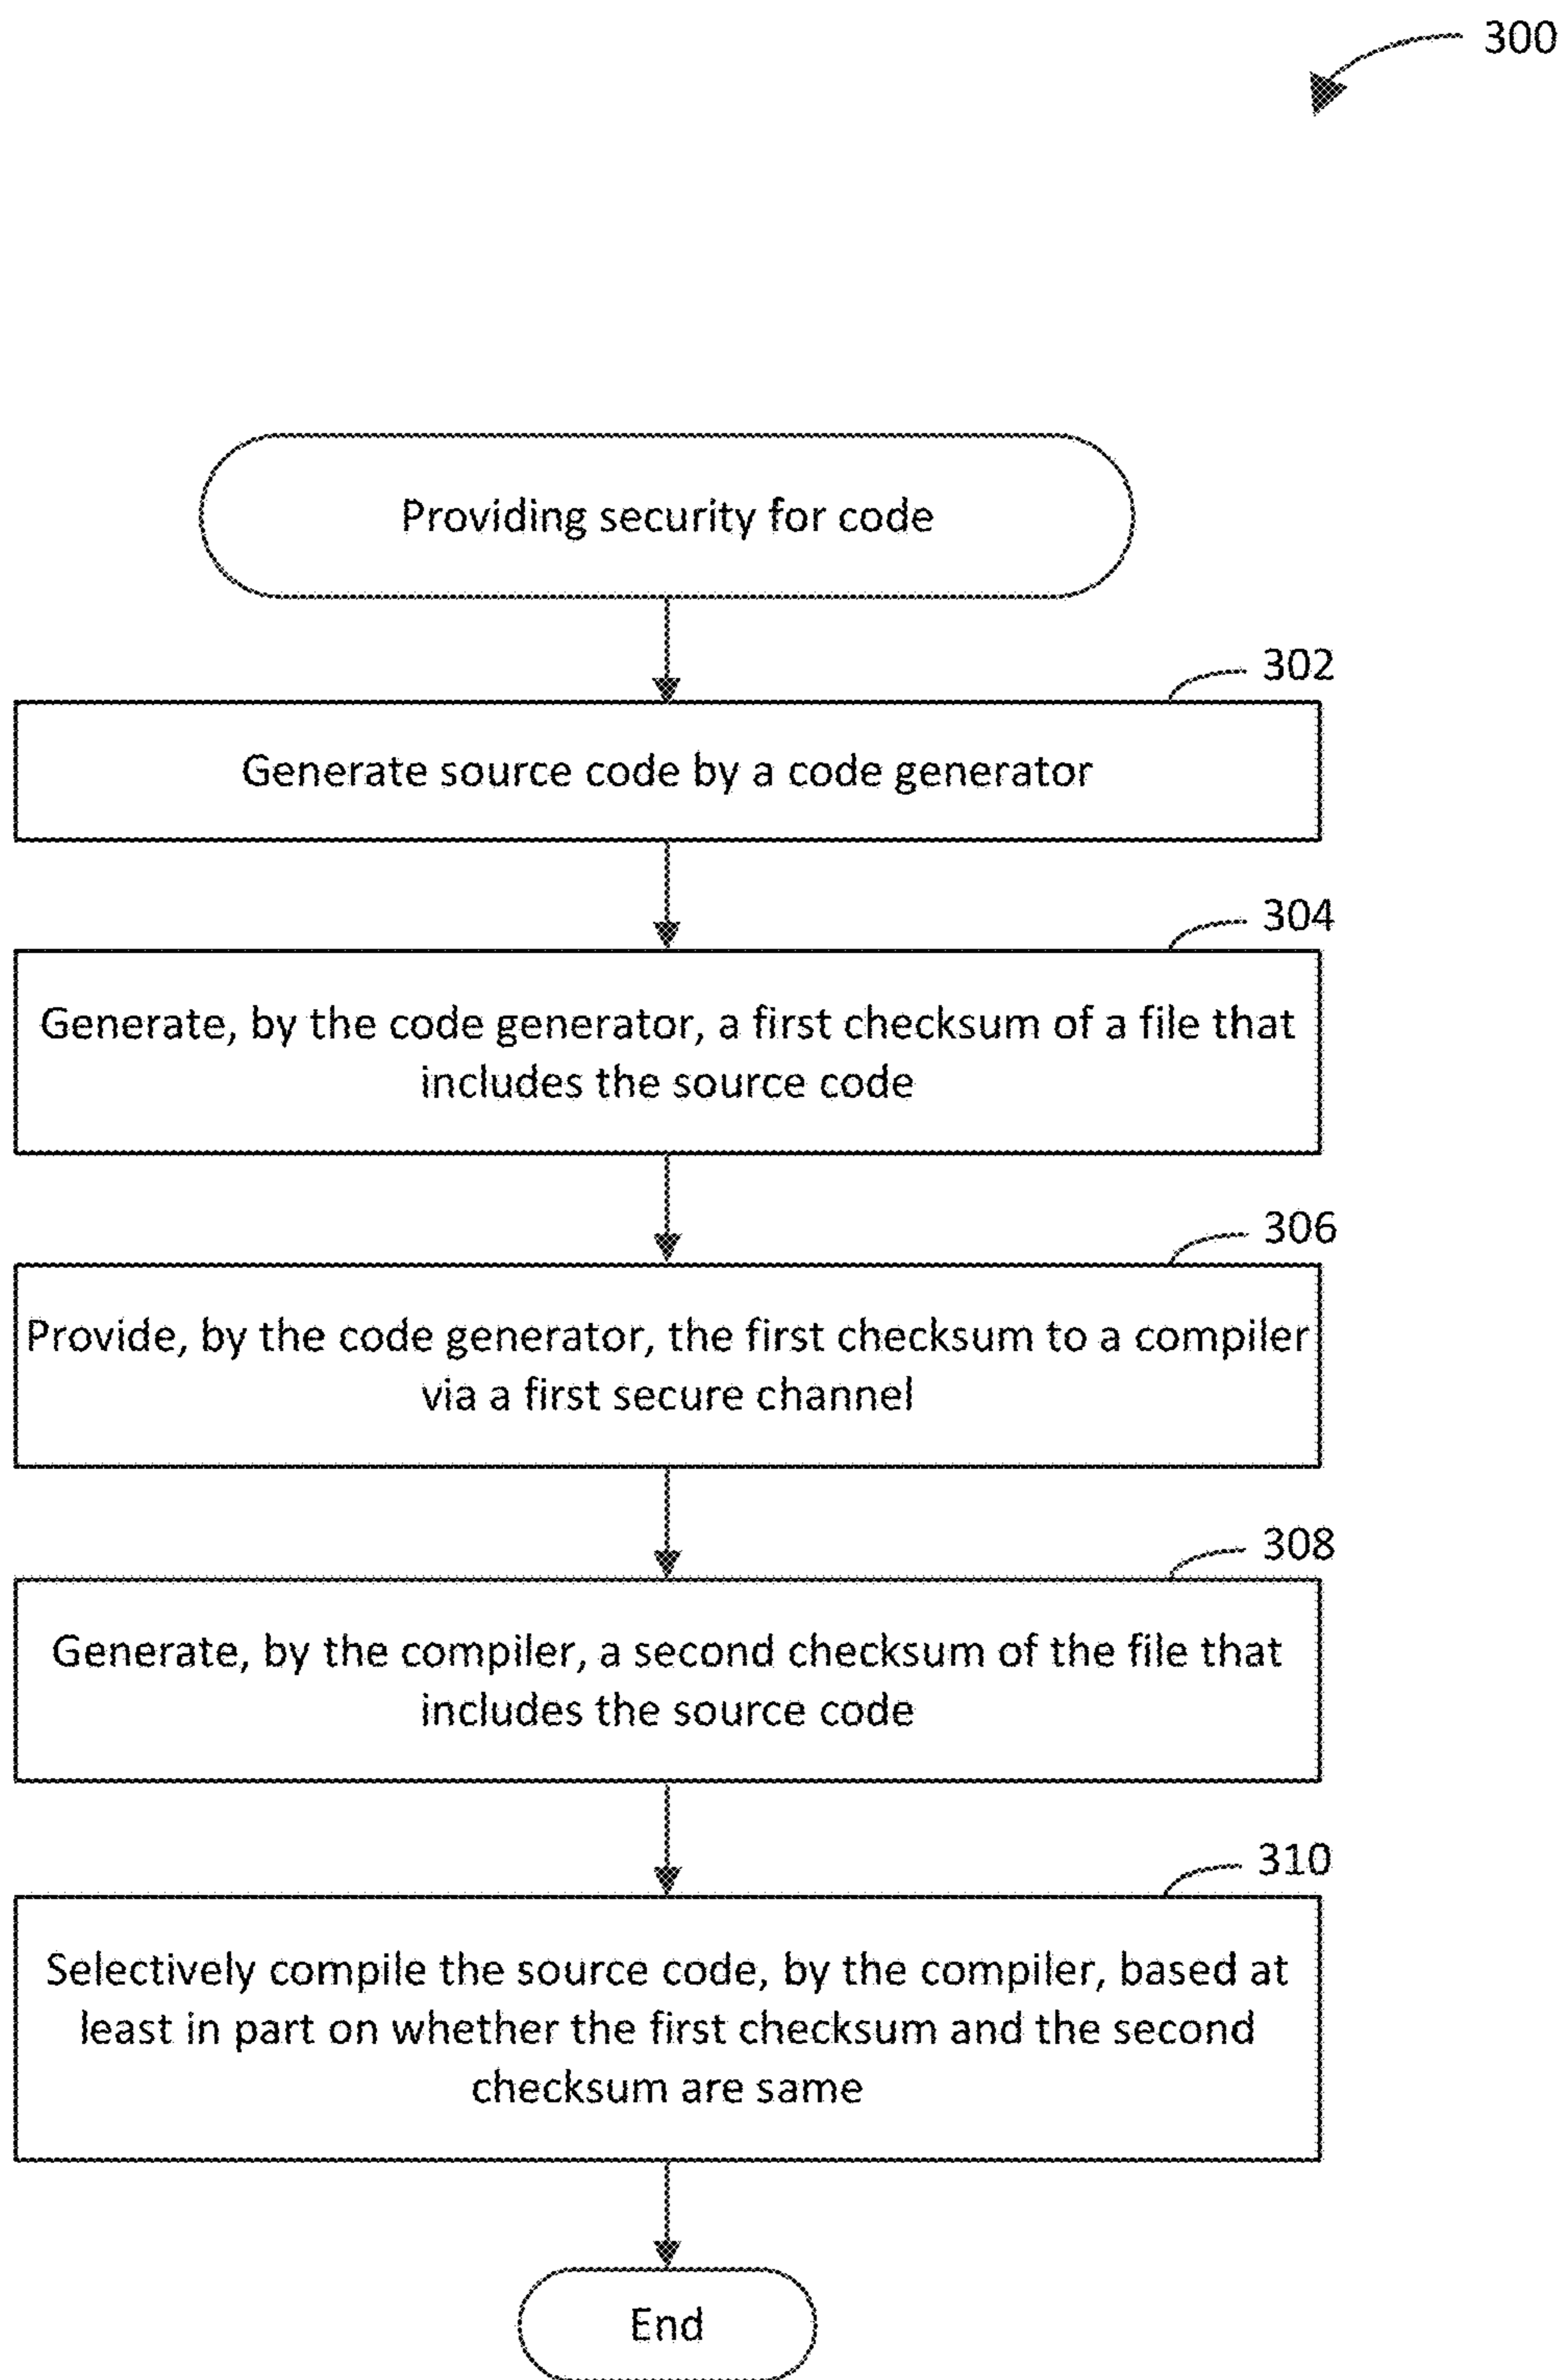 300
Providing security for code
302
Generate source code by a code generator
304
Generate, by the code generator, a first checksum of a file that
includes the source code
306
Provide, by the code generator, the first checksum to a compiler
via a first secure channel
308
Generate, by the compiler, a second checksum of the file that
includes the source code
310
Selectively compile the source code, by the compiler, based at
least in part on whether the first checksum and the second
checksum are same
End